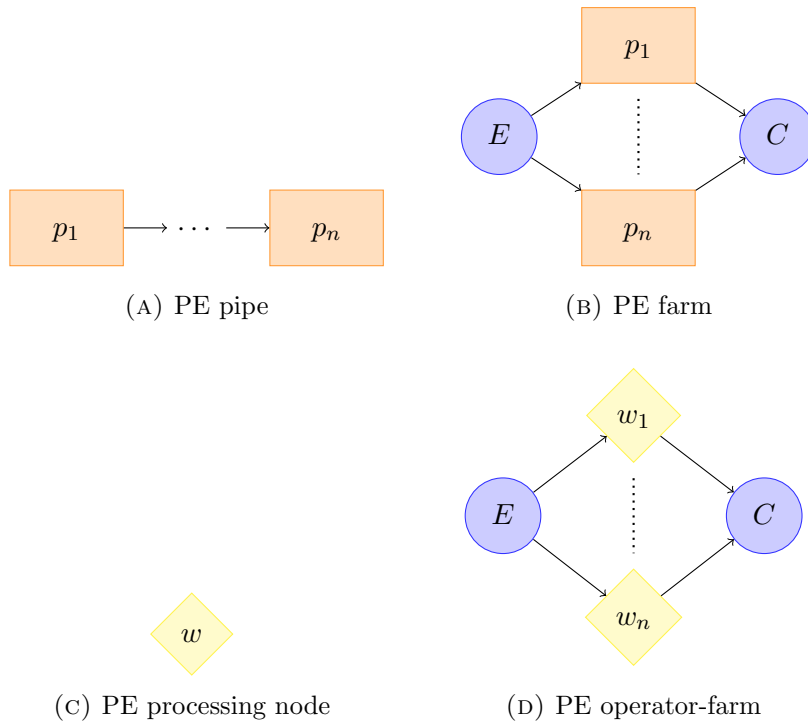 p₁ ⋯ pₙ
(A) PE pipe
p₁
E
C
pₙ
(B) PE farm
w
(C) PE processing node
w₁
E
C
wₙ
(D) PE operator-farm